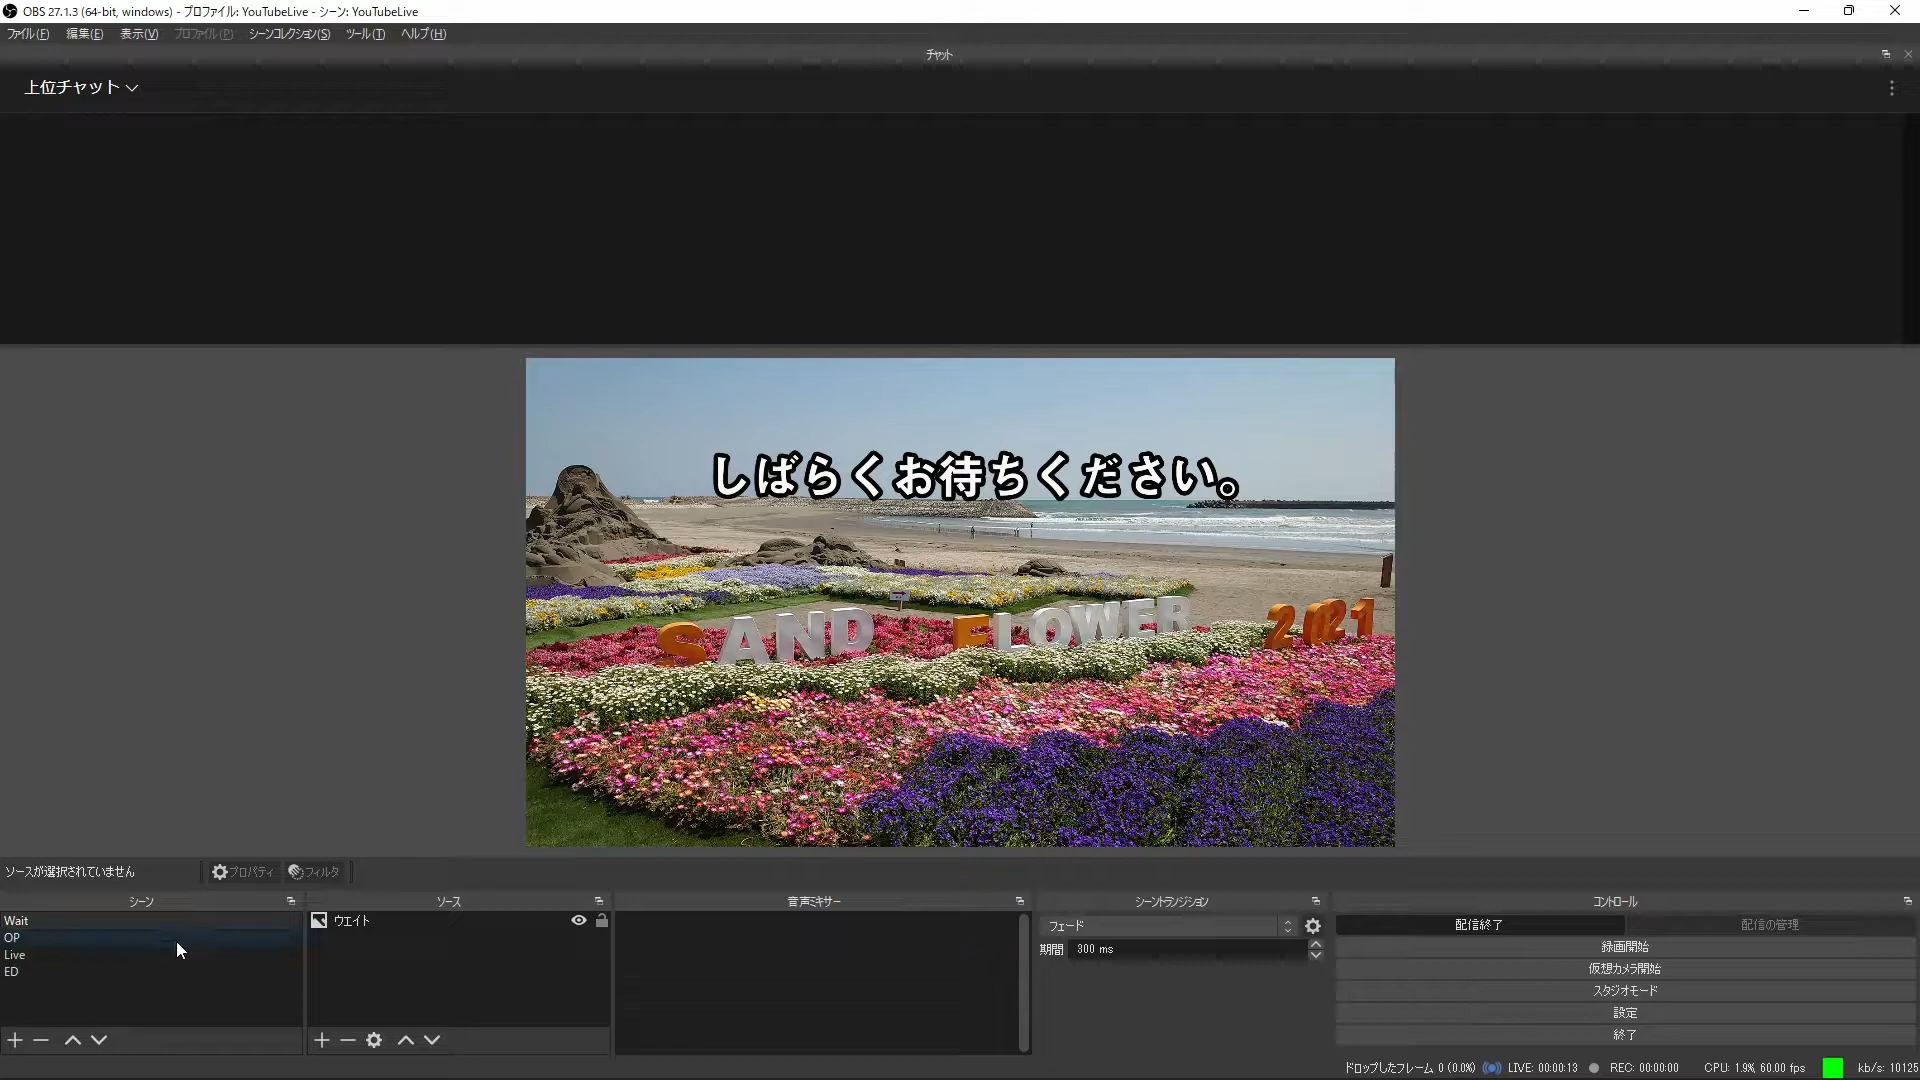 OBS 27.1.3 (64-bit, windows) - プロファイル: YouTubeLive - シーン: YouTubeLive
ファイル(F) 編集(E) 表示(V) プロファイル(P) シーンコレクション(S) ツール(T) ヘルプ(H)
チャット
上位チャット
しばらくお待ちください。
SAND FLOWER 2021
ソースが選択されていません プロパティ フィルタ
シーン ソース 音声ミキサー シーントランジション コントロール
Wait ウエイト フェード 配信終了 配信の管理
OP 期間 300 ms 録画開始
Live 仮想カメラ開始
ED スタジオモード
設定
終了
ドロップしたフレーム 0 (0.0%) LIVE: 00:00:13 REC: 00:00:00 CPU: 1.9%, 60.00 fps kb/s: 10125